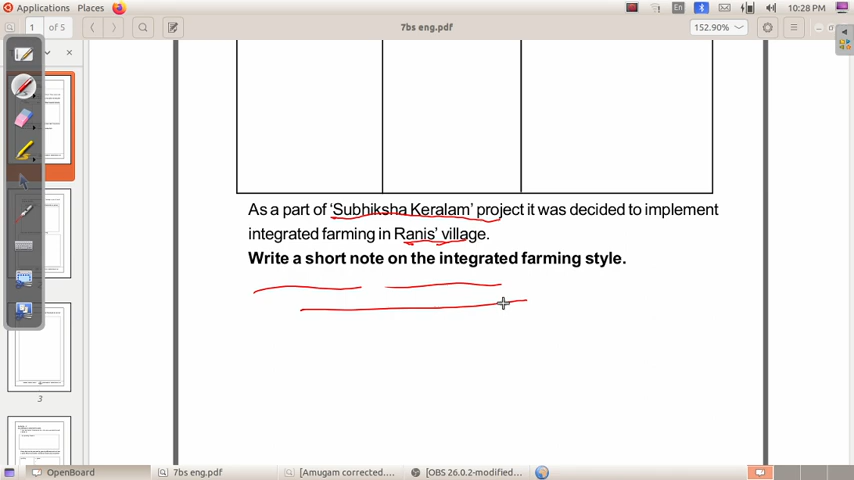 Applications Places En 10:28 PM
1 of 5 7bs eng.pdf 152.90%
As a part of ‘Subhiksha Keralam’ project it was decided to implement
integrated farming in Ranis’ village.
Write a short note on the integrated farming style.
2
3
OpenBoard 7bs eng.pdf [Amugam corrected.... [OBS 26.0.2-modified...